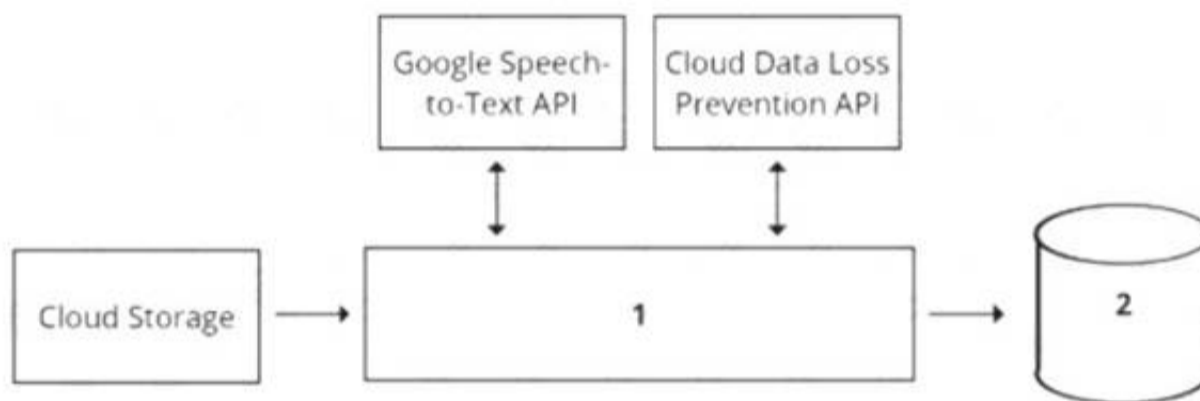 Google Speech-
to-Text API
Cloud Data Loss
Prevention API
Cloud Storage
1
2